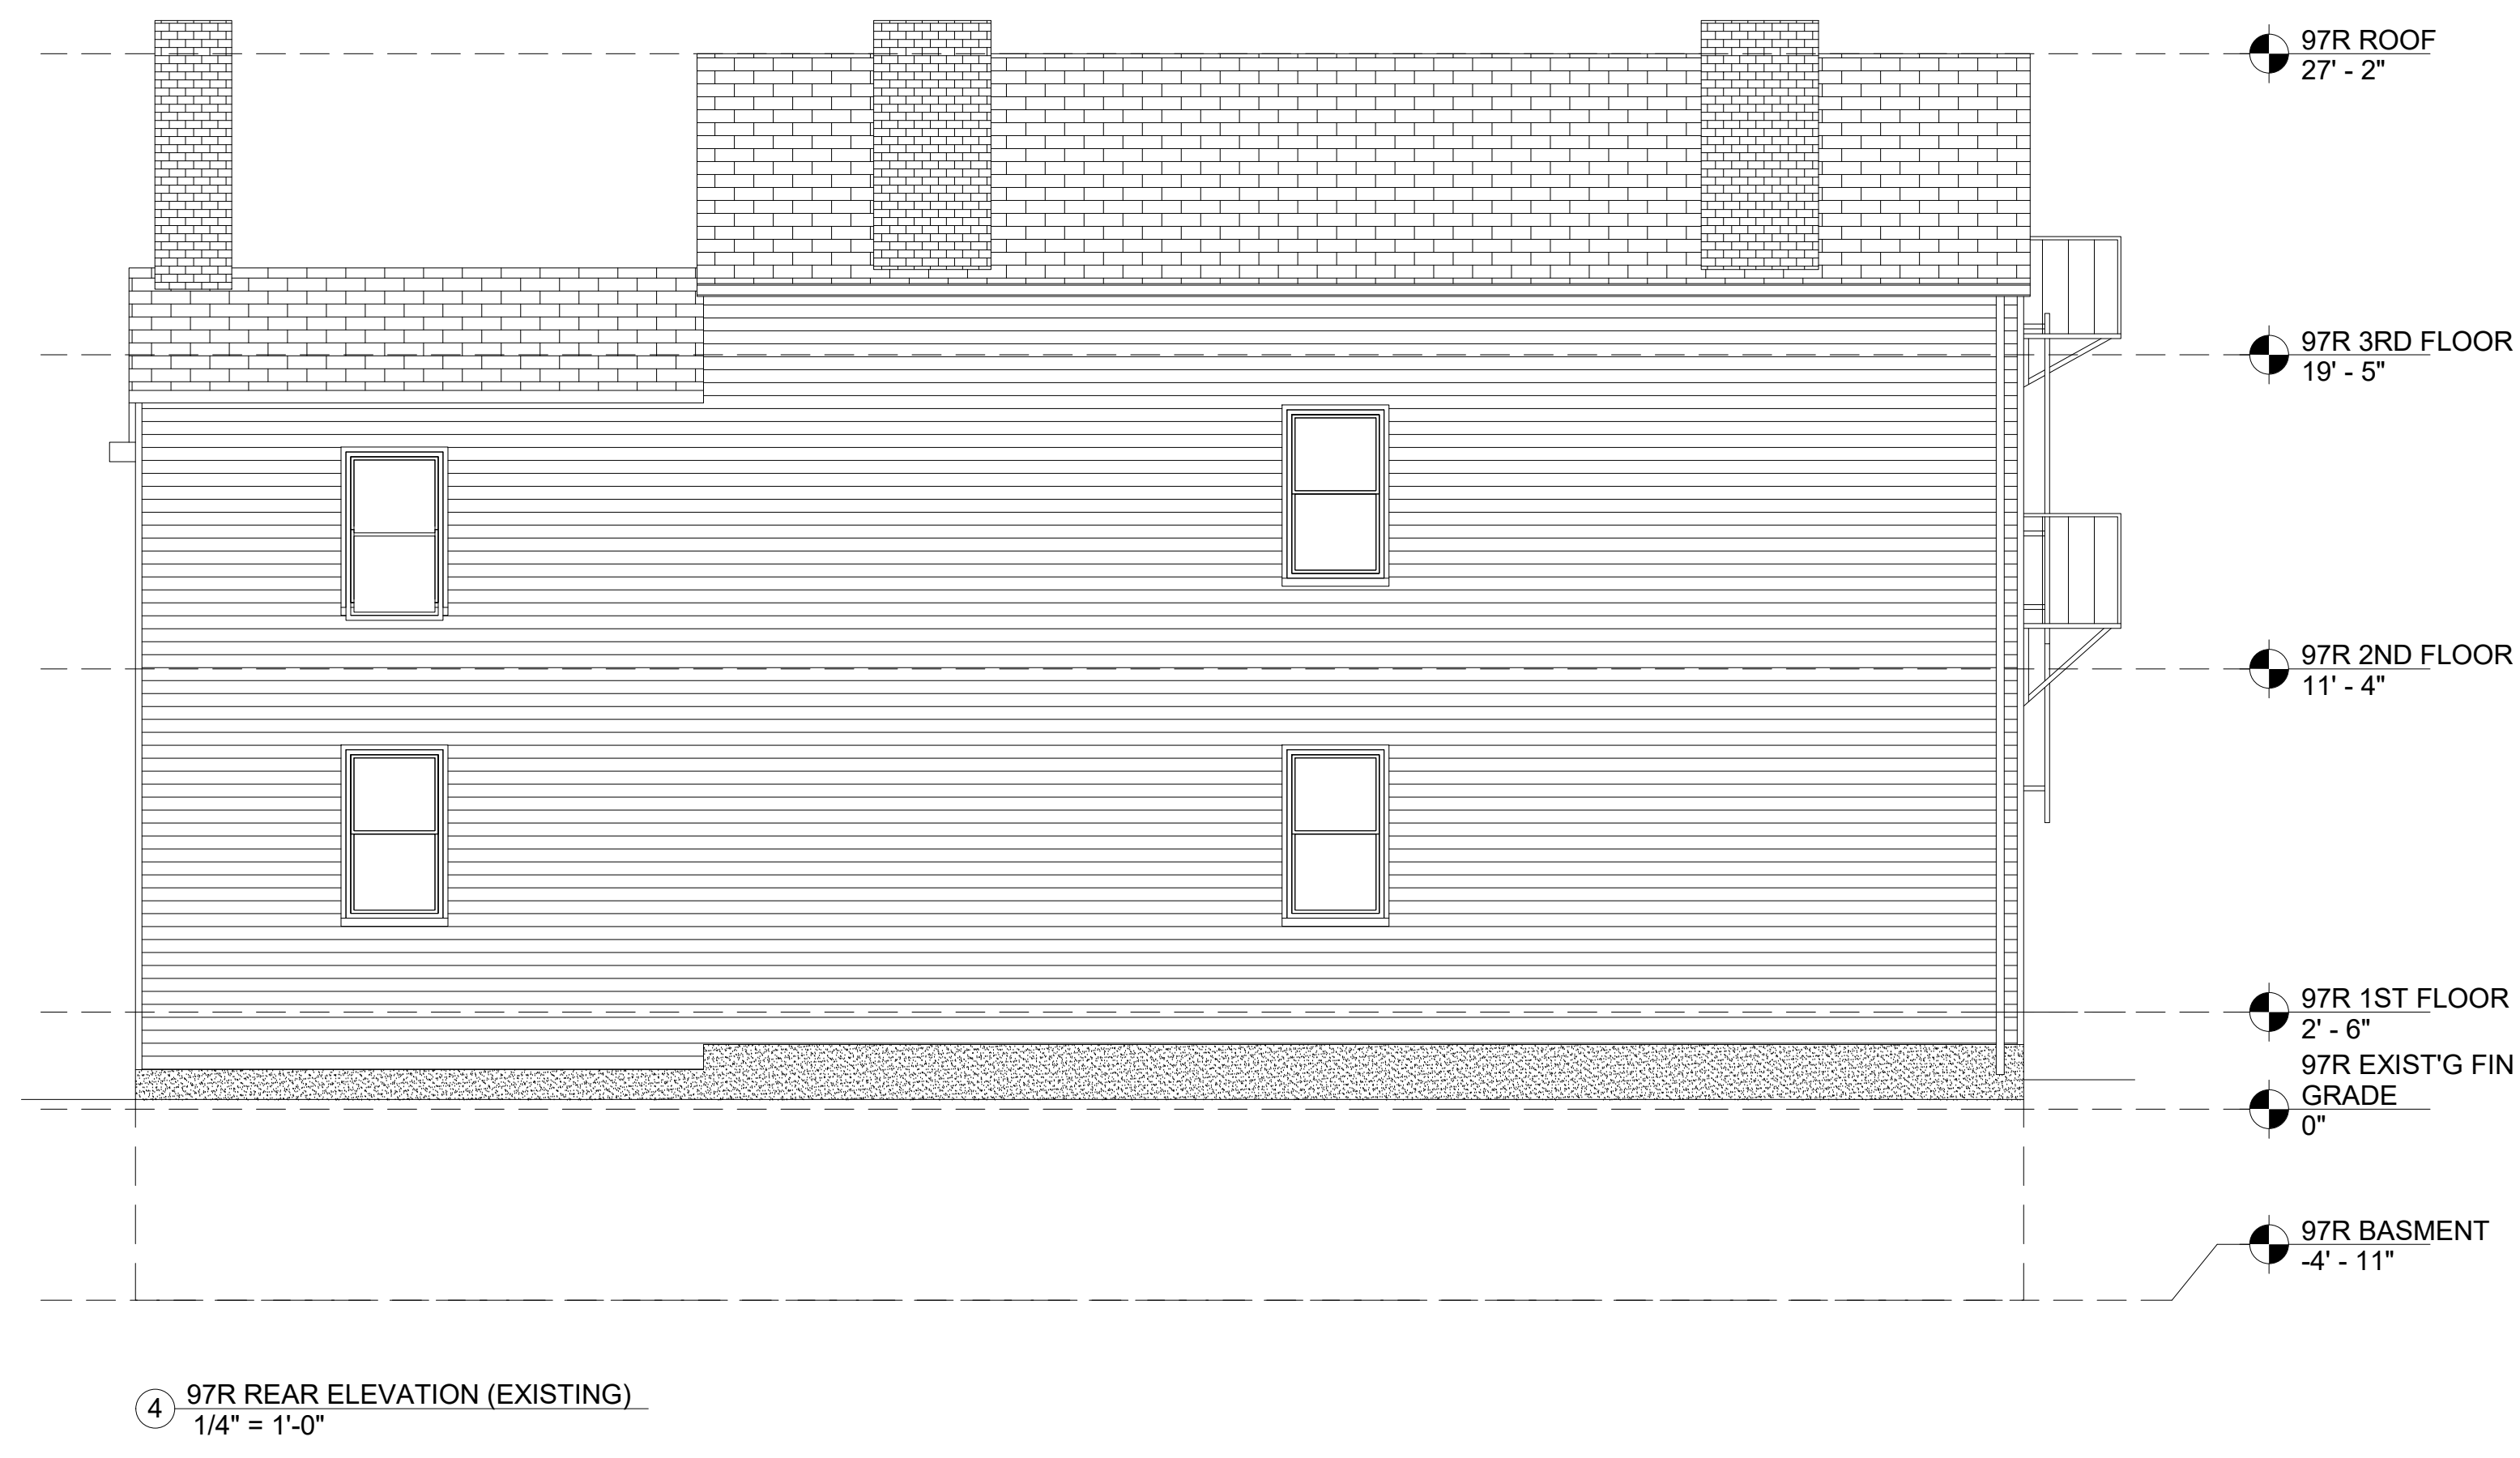 97R ROOF
27' - 2"
97R 3RD FLOOR
19' - 5"
97R 2ND FLOOR
11' - 4"
97R 1ST FLOOR
2' - 6"
97R EXIST'G FIN
GRADE
0"
97R BASMENT
-4' - 11"
4 97R REAR ELEVATION (EXISTING)
1/4" = 1'-0"